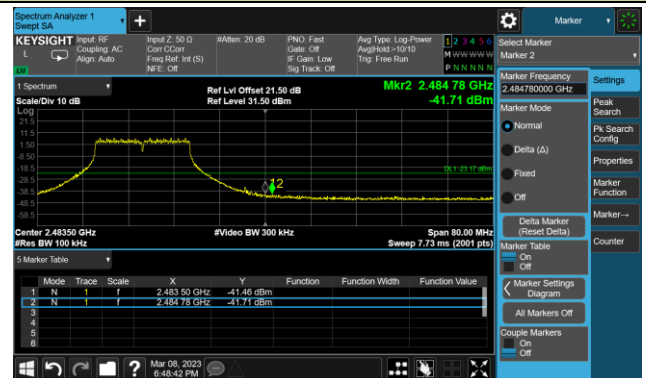 Spectrum Analyzer 1
Swept SA
Marker
KEYSIGHT Input: RF Input Z: 50 Ω #Atten: 20 dB PNO: Fast Avg Type: Log-Power 1 2 3 4 5 6
Coupling: AC Corr CCorr Gate: Off Avg|Hold:>10/10 M W W W W W
Align: Auto Freq Ref: Int (S) IF Gain: Low Trig: Free Run
NFE: Off Sig Track: Off P N N N N N
Select Marker
Marker 2
1 Spectrum
Scale/Div 10 dB
Log
Ref Lvl Offset 21.50 dB
Ref Level 31.50 dBm
Mkr2 2.484 78 GHz
-41.71 dBm
21.5
11.5
1.50
-8.50
-18.5
-28.5
-38.5
-48.5
-58.5
DL1 -23.17 dBm
1 2
Center 2.48350 GHz #Video BW 300 kHz Span 80.00 MHz
#Res BW 100 kHz Sweep 7.73 ms (2001 pts)
5 Marker Table
Mode Trace Scale X Y Function Function Width Function Value
1 N 1 f 2.483 50 GHz -41.46 dBm
2 N 1 f 2.484 78 GHz -41.71 dBm
3
4
5
6
Mar 08, 2023
6:48:42 PM
Marker Frequency
2.484780000 GHz
Marker Mode
Normal
Delta (Δ)
Fixed
Off
Delta Marker
(Reset Delta)
Marker Table
On
Off
Marker Settings
Diagram
All Markers Off
Couple Markers
On
Off
Settings
Peak
Search
Pk Search
Config
Properties
Marker
Function
Marker→
Counter